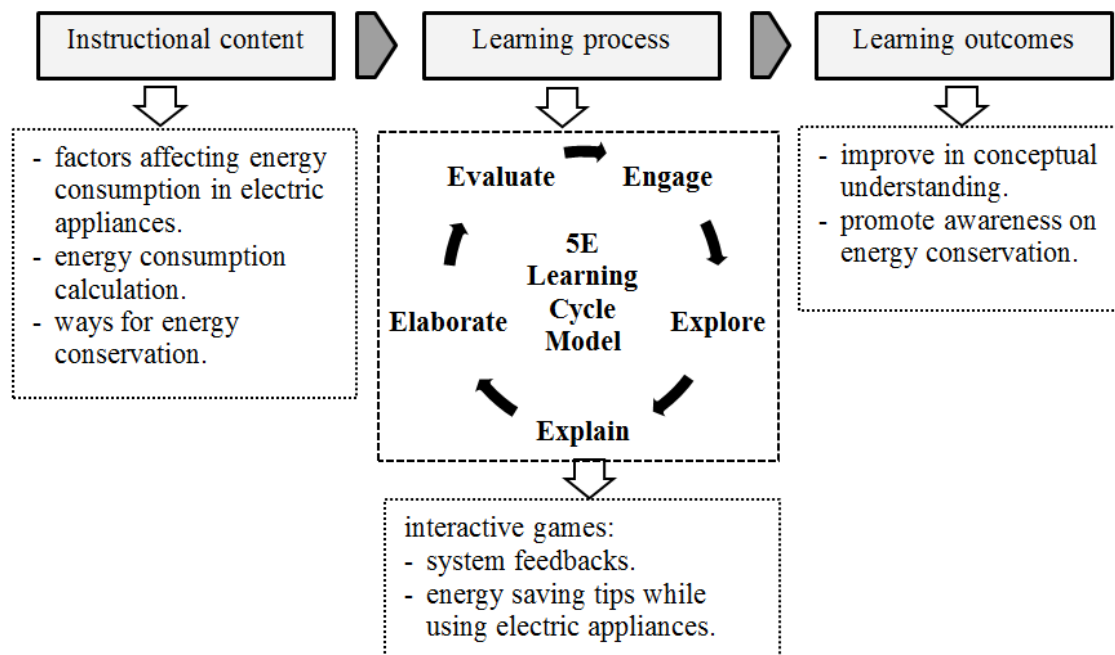 Instructional content
Learning process
Learning outcomes
- factors affecting energy
consumption in electric
appliances.
- energy consumption
calculation.
- ways for energy
conservation.
Evaluate
Engage
5E
Learning
Cycle
Model
Elaborate
Explore
Explain
- improve in conceptual
understanding.
- promote awareness on
energy conservation.
interactive games:
- system feedbacks.
- energy saving tips while
using electric appliances.